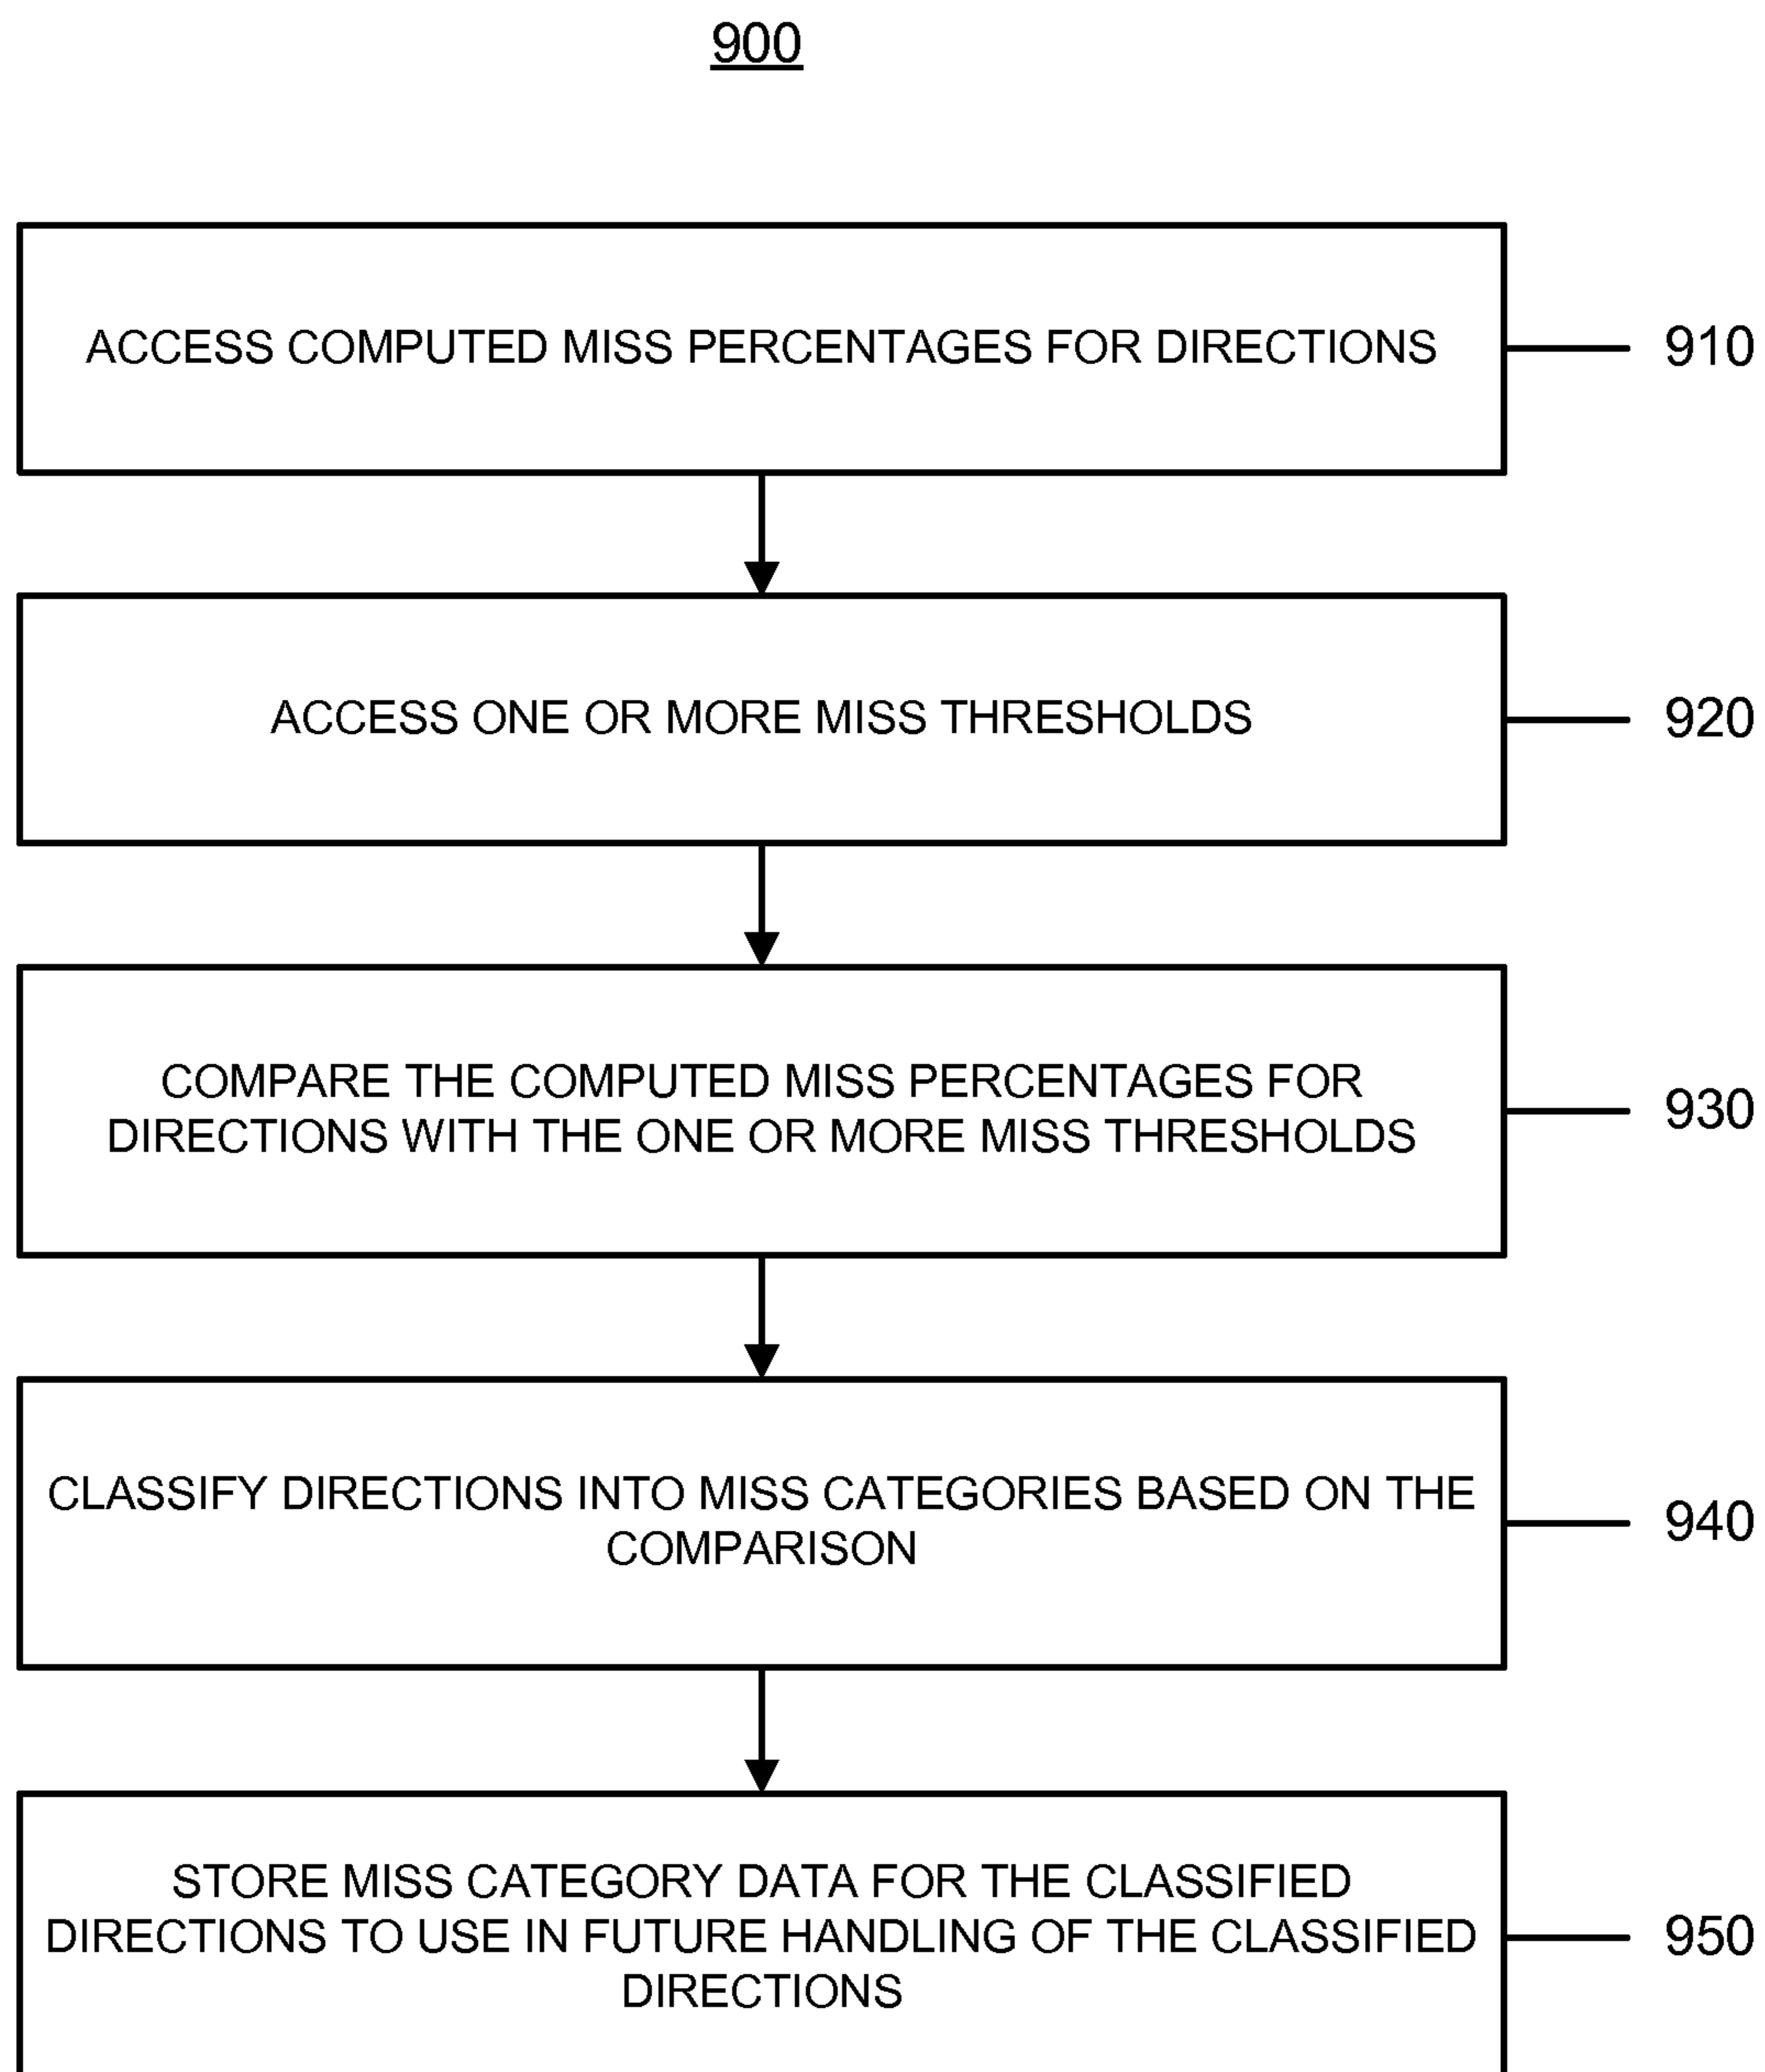 900
ACCESS COMPUTED MISS PERCENTAGES FOR DIRECTIONS
910
ACCESS ONE OR MORE MISS THRESHOLDS
920
COMPARE THE COMPUTED MISS PERCENTAGES FOR
DIRECTIONS WITH THE ONE OR MORE MISS THRESHOLDS
930
CLASSIFY DIRECTIONS INTO MISS CATEGORIES BASED ON THE
COMPARISON
940
STORE MISS CATEGORY DATA FOR THE CLASSIFIED
DIRECTIONS TO USE IN FUTURE HANDLING OF THE CLASSIFIED
DIRECTIONS
950